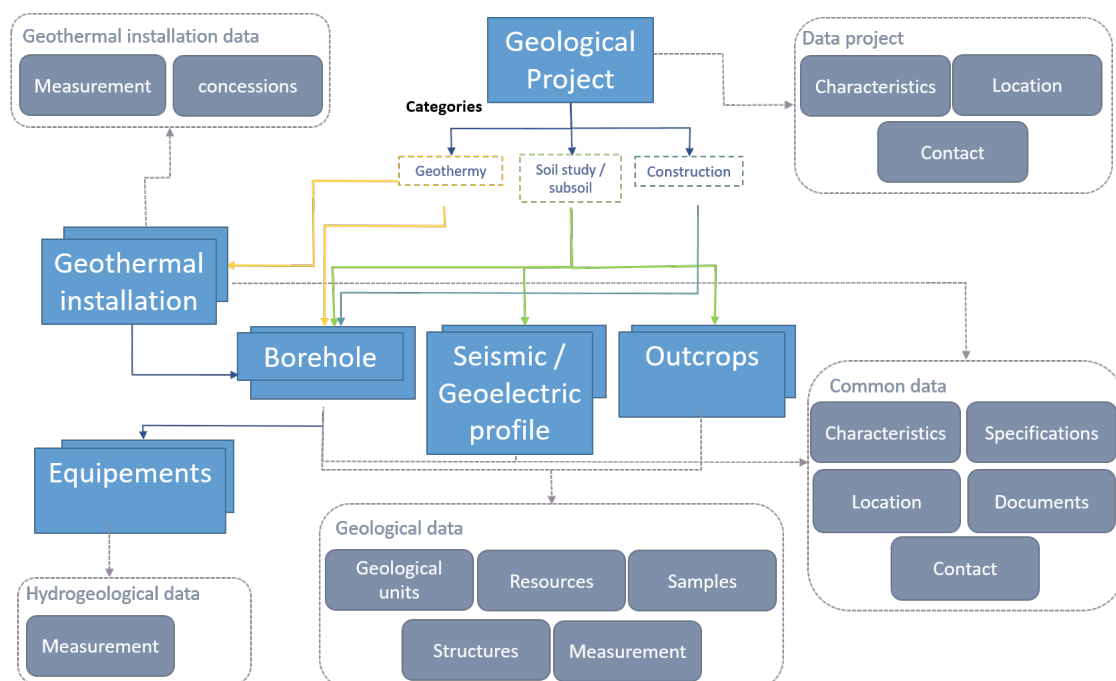 Geothermal installation data
Measurement
concessions
Geological
Project
Data project
Characteristics
Location
Contact
Categories
Geothermy
Soil study /
subsoil
Construction
Geothermal
installation
Borehole
Seismic /
Geoelectric
profile
Outcrops
Equipements
Common data
Characteristics
Specifications
Location
Documents
Contact
Geological data
Geological
units
Resources
Samples
Structures
Measurement
Hydrogeological data
Measurement